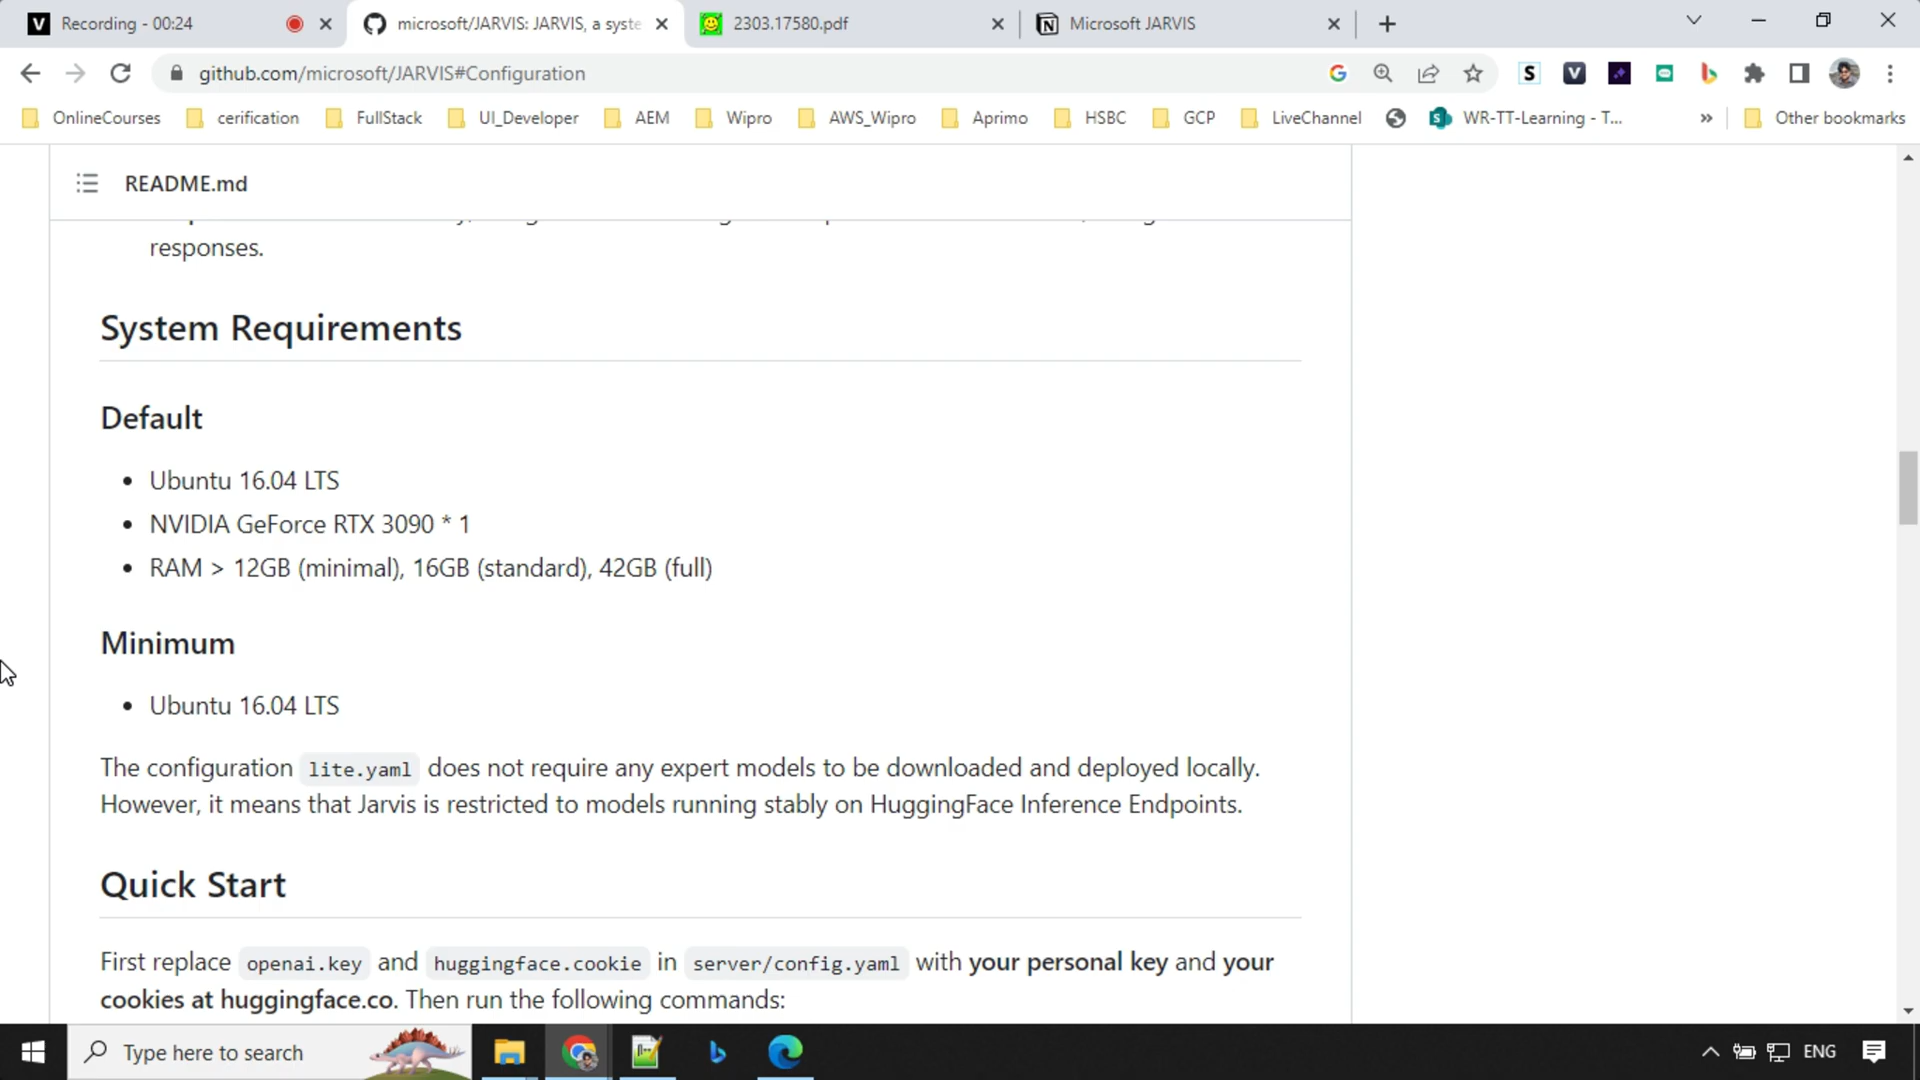 Recording - 00:24
microsoft/JARVIS: JARVIS, a syste
2303.17580.pdf
Microsoft JARVIS
github.com/microsoft/JARVIS#Configuration
OnlineCourses
cerification
FullStack
UI_Developer
AEM
Wipro
AWS_Wipro
Aprimo
HSBC
GCP
LiveChannel
WR-TT-Learning - T...
Other bookmarks
README.md
responses.
System Requirements
Default
• Ubuntu 16.04 LTS
• NVIDIA GeForce RTX 3090 * 1
• RAM > 12GB (minimal), 16GB (standard), 42GB (full)
Minimum
• Ubuntu 16.04 LTS
The configuration lite.yaml does not require any expert models to be downloaded and deployed locally.
However, it means that Jarvis is restricted to models running stably on HuggingFace Inference Endpoints.
Quick Start
First replace openai.key and huggingface.cookie in server/config.yaml with your personal key and your
cookies at huggingface.co. Then run the following commands:
Type here to search
ENG